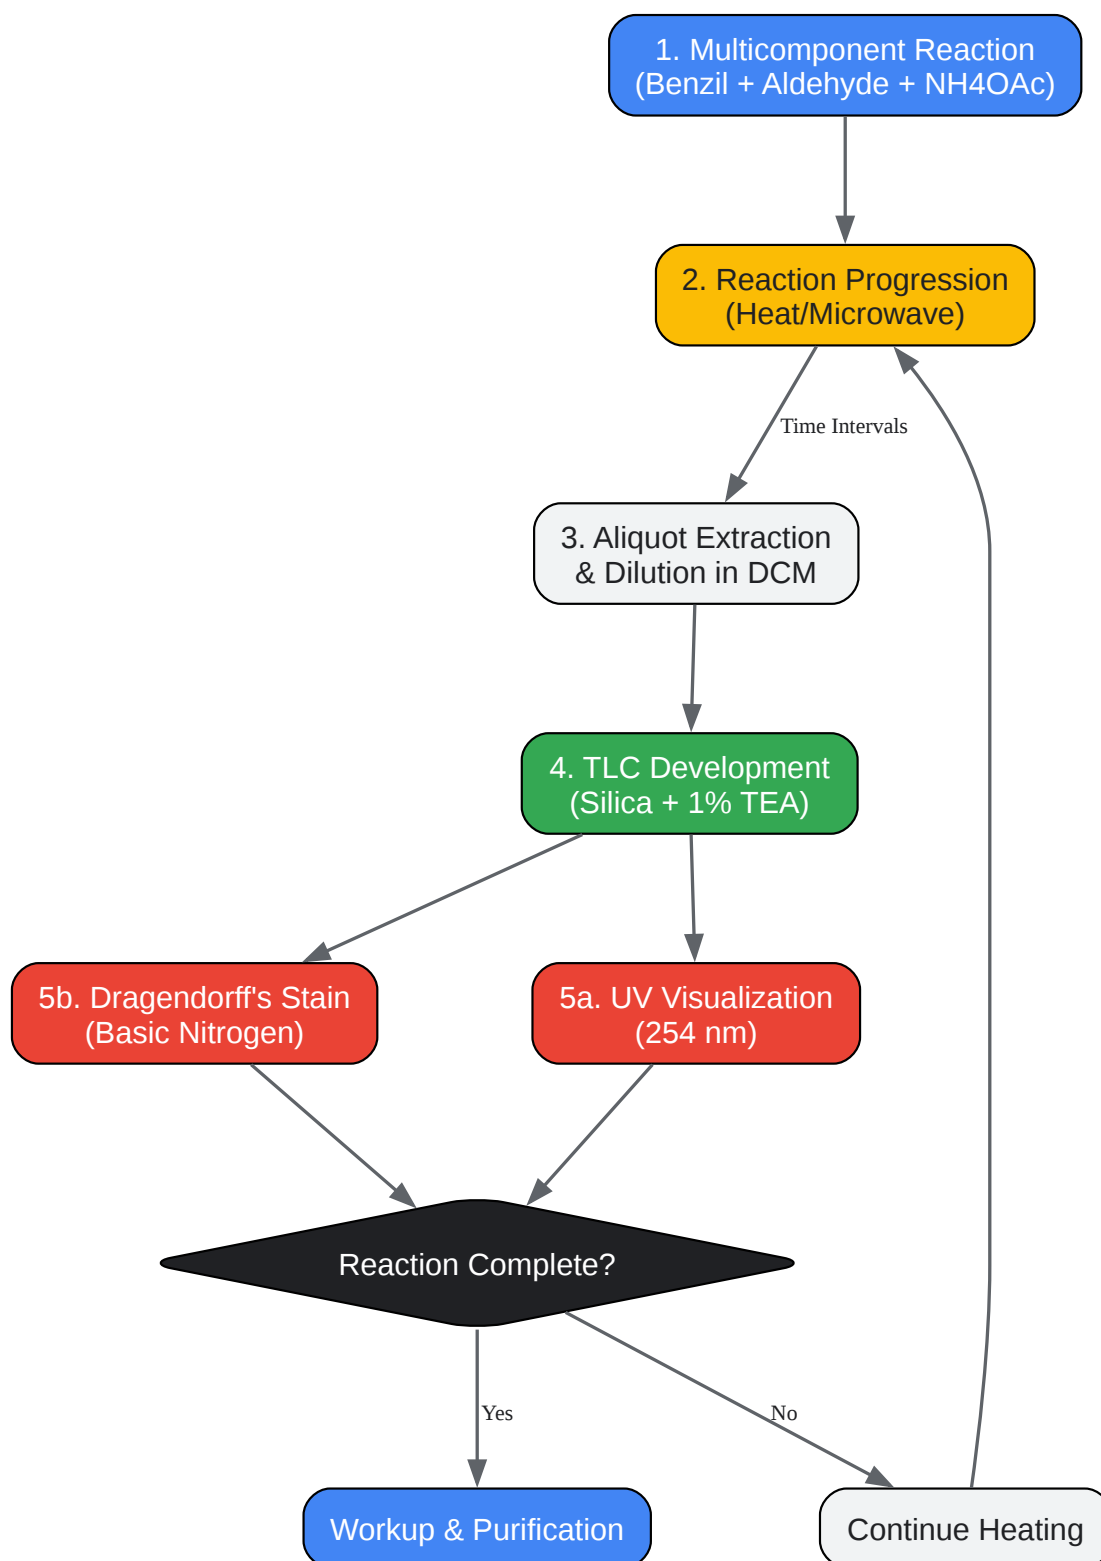 1. Multicomponent Reaction
(Benzil + Aldehyde + NH4OAc)
2. Reaction Progression
(Heat/Microwave)
Time Intervals
3. Aliquot Extraction
& Dilution in DCM
4. TLC Development
(Silica + 1% TEA)
5b. Dragendorff's Stain
(Basic Nitrogen)
5a. UV Visualization
(254 nm)
Reaction Complete?
Yes
No
Workup & Purification
Continue Heating